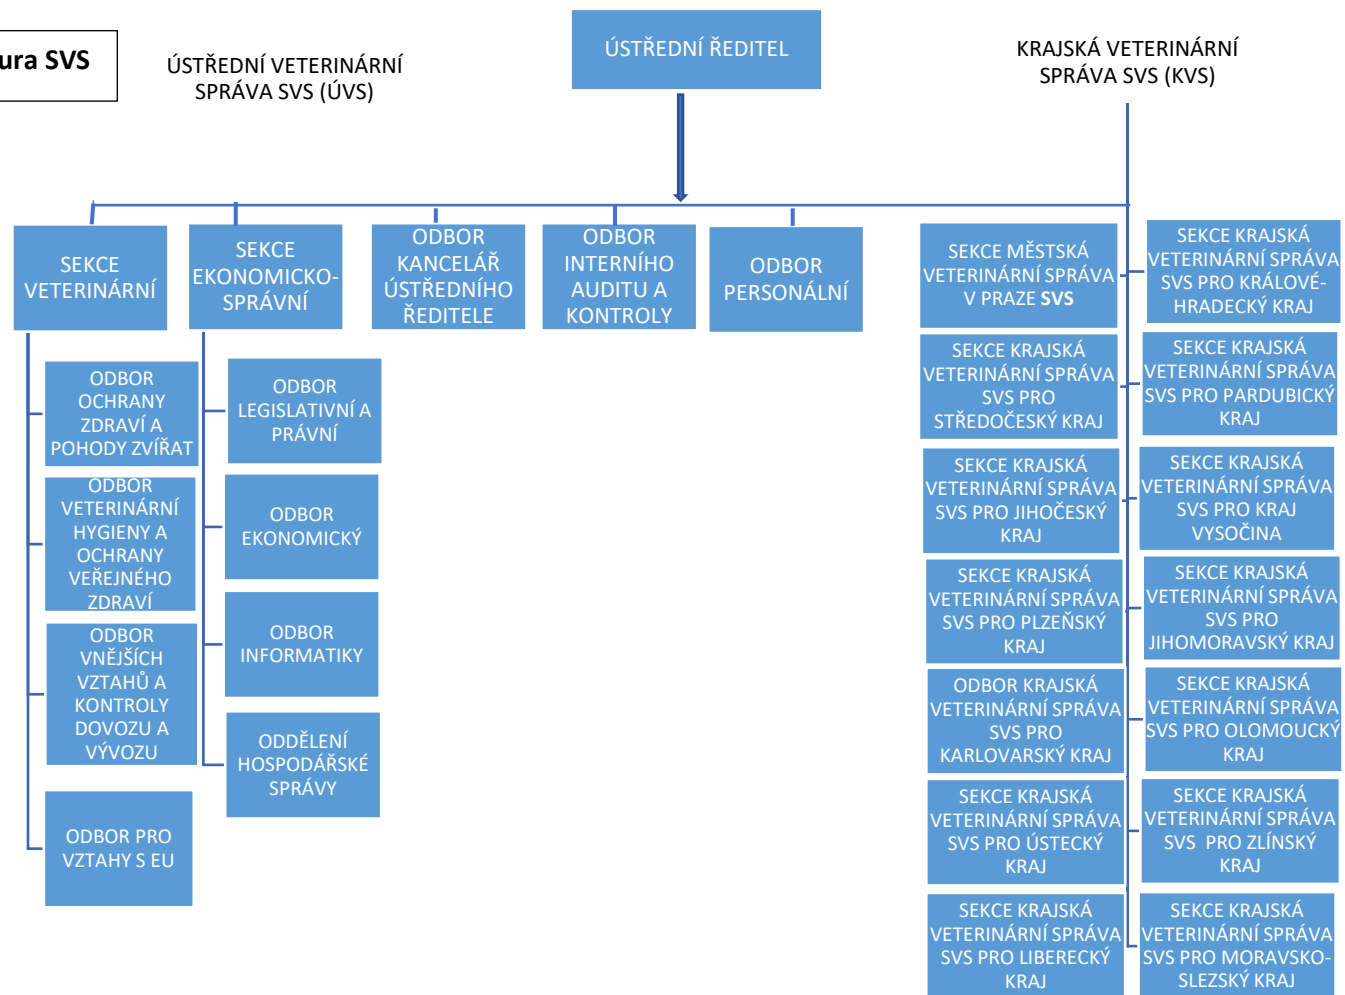 ura SVS
ÚSTŘEDNÍ VETERINÁRNÍ
SPRÁVA SVS (ÚVS)
ÚSTŘEDNÍ ŘEDITEL
KRAJSKÁ VETERINÁRNÍ
SPRÁVA SVS (KVS)
SEKCE
VETERINÁRNÍ
SEKCE
EKONOMICKO-
SPRÁVNÍ
ODBOR
KANCELÁŘ
ÚSTŘEDNÍHO
ŘEDITELE
ODBOR
INTERNÍHO
AUDITU A
KONTROLY
ODBOR
PERSONÁLNÍ
ODBOR
OCHRANY
ZDRAVÍ A
POHODY ZVÍŘAT
ODBOR
VETERINÁRNÍ
HYGIENY A
OCHRANY
VEŘEJNÉHO
ZDRAVÍ
ODBOR
VNĚJŠÍCH
VZTAHŮ A
KONTROLY
DOVOZU A
VÝVOZU
ODBOR PRO
VZTAHY S EU
ODBOR
LEGISLATIVNÍ A
PRÁVNÍ
ODBOR
EKONOMICKÝ
ODBOR
INFORMATIKY
ODDĚLENÍ
HOSPODÁŘSKÉ
SPRÁVY
SEKCE MĚSTSKÁ
VETERINÁRNÍ SPRÁVA
V PRAZE SVS
SEKCE KRAJSKÁ
VETERINÁRNÍ SPRÁVA
SVS PRO
STŘEDOČESKÝ KRAJ
SEKCE KRAJSKÁ
VETERINÁRNÍ SPRÁVA
SVS PRO JIHOČESKÝ
KRAJ
SEKCE KRAJSKÁ
VETERINÁRNÍ SPRÁVA
SVS PRO PLZEŇSKÝ
KRAJ
ODBOR KRAJSKÁ
VETERINÁRNÍ SPRÁVA
SVS PRO
KARLOVARSKÝ KRAJ
SEKCE KRAJSKÁ
VETERINÁRNÍ SPRÁVA
SVS PRO ÚSTECKÝ
KRAJ
SEKCE KRAJSKÁ
VETERINÁRNÍ SPRÁVA
SVS PRO LIBERECKÝ
KRAJ
SEKCE KRAJSKÁ
VETERINÁRNÍ SPRÁVA
SVS PRO KRÁLOVÉ-
HRADECKÝ KRAJ
SEKCE KRAJSKÁ
VETERINÁRNÍ SPRÁVA
SVS PRO PARDUBICKÝ
KRAJ
SEKCE KRAJSKÁ
VETERINÁRNÍ SPRÁVA
SVS PRO KRAJ
VYSOČINA
SEKCE KRAJSKÁ
VETERINÁRNÍ SPRÁVA
SVS PRO
JIHOMORAVSKÝ KRAJ
SEKCE KRAJSKÁ
VETERINÁRNÍ SPRÁVA
SVS PRO OLOMOUCKÝ
KRAJ
SEKCE KRAJSKÁ
VETERINÁRNÍ SPRÁVA
SVS PRO ZLÍNSKÝ
KRAJ
SEKCE KRAJSKÁ
VETERINÁRNÍ SPRÁVA
SVS PRO MORAVSKO-
SLEZSKÝ KRAJ